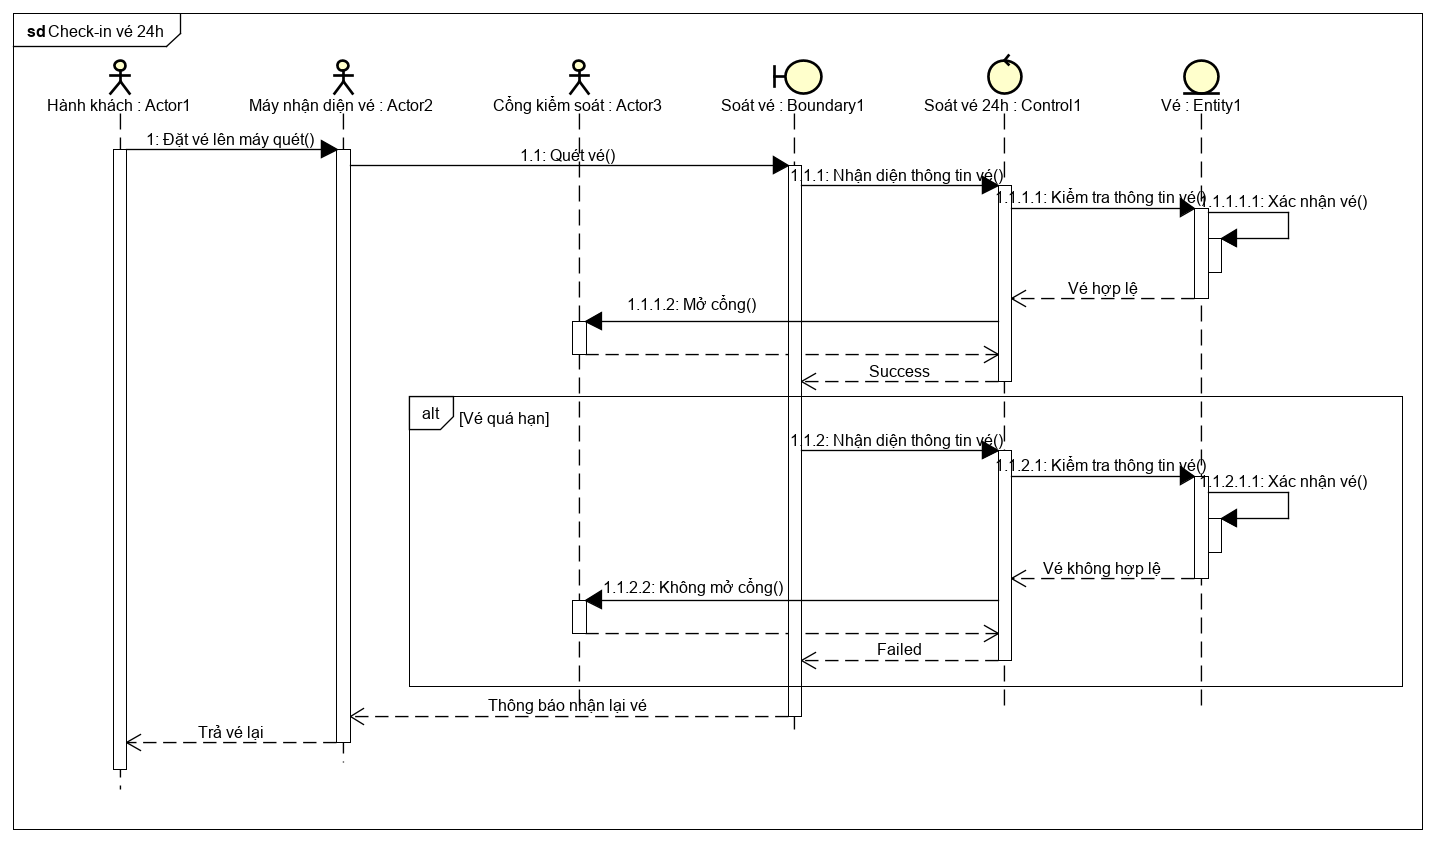 sd Check-in vé 24h
Hành khách : Actor1
Máy nhận diện vé : Actor2
Cổng kiểm soát : Actor3
Soát vé : Boundary1
Soát vé 24h : Control1
Vé : Entity1
1: Đặt vé lên máy quét()
1.1: Quét vé()
1.1.1: Nhận diện thông tin vé()
1.1.1.1: Kiểm tra thông tin vé()
1.1.1.1.1: Xác nhận vé()
Vé hợp lệ
1.1.1.2: Mở cổng()
Success
alt
[Vé quá hạn]
1.1.2: Nhận diện thông tin vé()
1.1.2.1: Kiểm tra thông tin vé()
1.1.2.1.1: Xác nhận vé()
Vé không hợp lệ
1.1.2.2: Không mở cổng()
Failed
Thông báo nhận lại vé
Trả vé lại